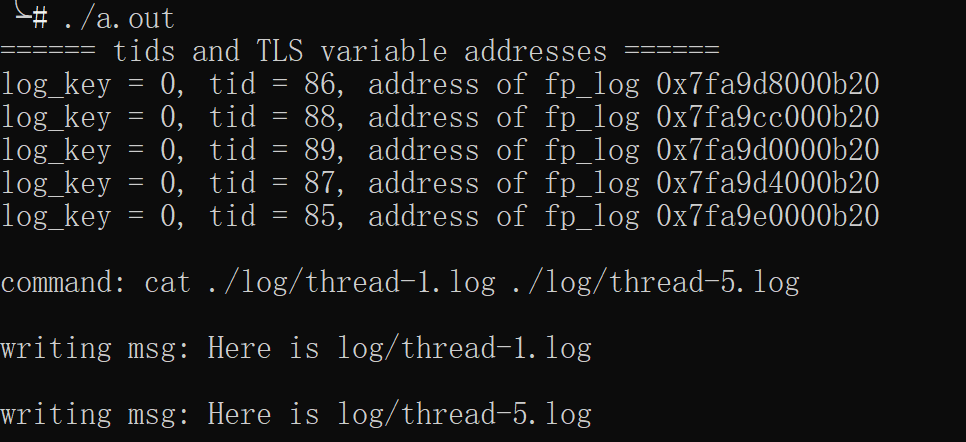 # ./a.out
====== tids and TLS variable addresses ======
log_key = 0, tid = 86, address of fp_log 0x7fa9d8000b20
log_key = 0, tid = 88, address of fp_log 0x7fa9cc000b20
log_key = 0, tid = 89, address of fp_log 0x7fa9d0000b20
log_key = 0, tid = 87, address of fp_log 0x7fa9d4000b20
log_key = 0, tid = 85, address of fp_log 0x7fa9e0000b20
command: cat ./log/thread-1.log ./log/thread-5.log
writing msg: Here is log/thread-1.log
writing msg: Here is log/thread-5.log